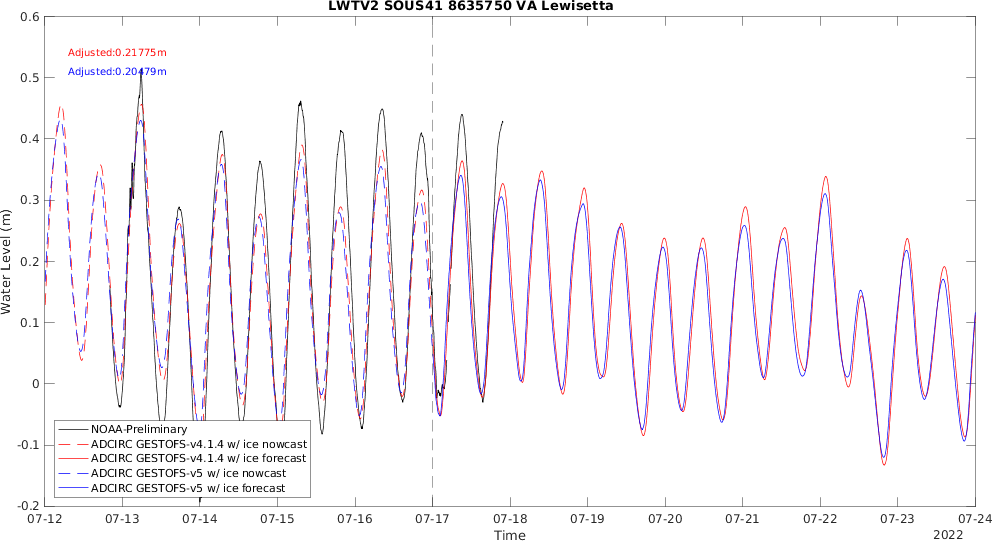 LWTV2 SOUS41 8635750 VA Lewisetta
Adjusted:0.21775m
Adjusted:0.20479m
Water Level (m)
0.6
0.5
0.4
0.3
0.2
0.1
0
-0.1
-0.2
NOAA-Preliminary
ADCIRC GESTOFS-v4.1.4 w/ ice nowcast
ADCIRC GESTOFS-v4.1.4 w/ ice forecast
ADCIRC GESTOFS-v5 w/ ice nowcast
ADCIRC GESTOFS-v5 w/ ice forecast
07-12 07-13 07-14 07-15 07-16 07-17 07-18 07-19 07-20 07-21 07-22 07-23 07-24
Time
2022